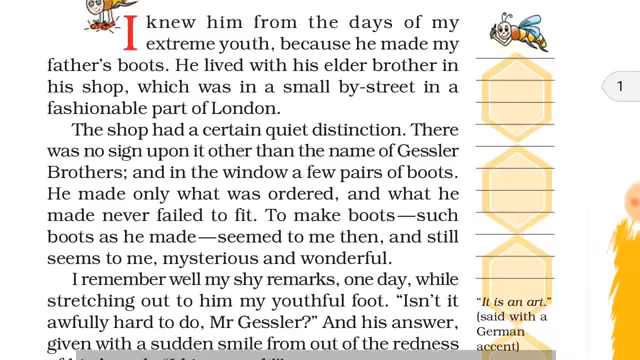 I knew him from the days of my
extreme youth, because he made my
father's boots. He lived with his elder brother in
his shop, which was in a small by-street in a
fashionable part of London.
The shop had a certain quiet distinction. There
was no sign upon it other than the name of Gessler
Brothers; and in the window a few pairs of boots.
He made only what was ordered, and what he
made never failed to fit. To make boots—such
boots as he made—seemed to me then, and still
seems to me, mysterious and wonderful.
I remember well my shy remarks, one day, while
stretching out to him my youthful foot. “Isn't it
awfully hard to do, Mr Gessler?” And his answer,
given with a sudden smile from out of the redness
“It is an art.”
(said with a
German
accent)
1